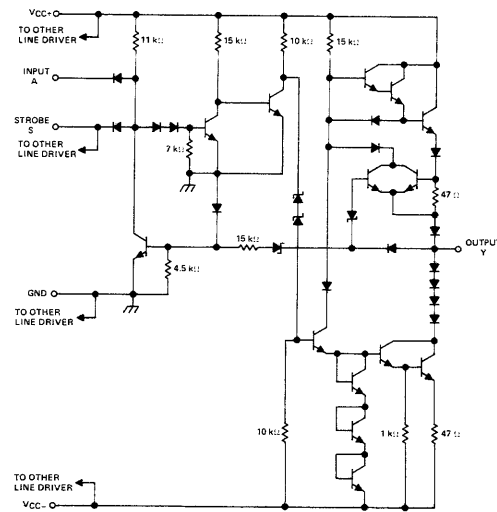 VCC+
TO OTHER
LINE DRIVER
11 kΩ
15 kΩ
10 kΩ
15 kΩ
INPUT
A
STROBE
S
TO OTHER
LINE DRIVER
7 kΩ
47 Ω
15 kΩ
OUTPUT
Y
4.5 kΩ
GND
TO OTHER
LINE DRIVER
10 kΩ
1 kΩ
47 Ω
TO OTHER
LINE DRIVER
VCC−